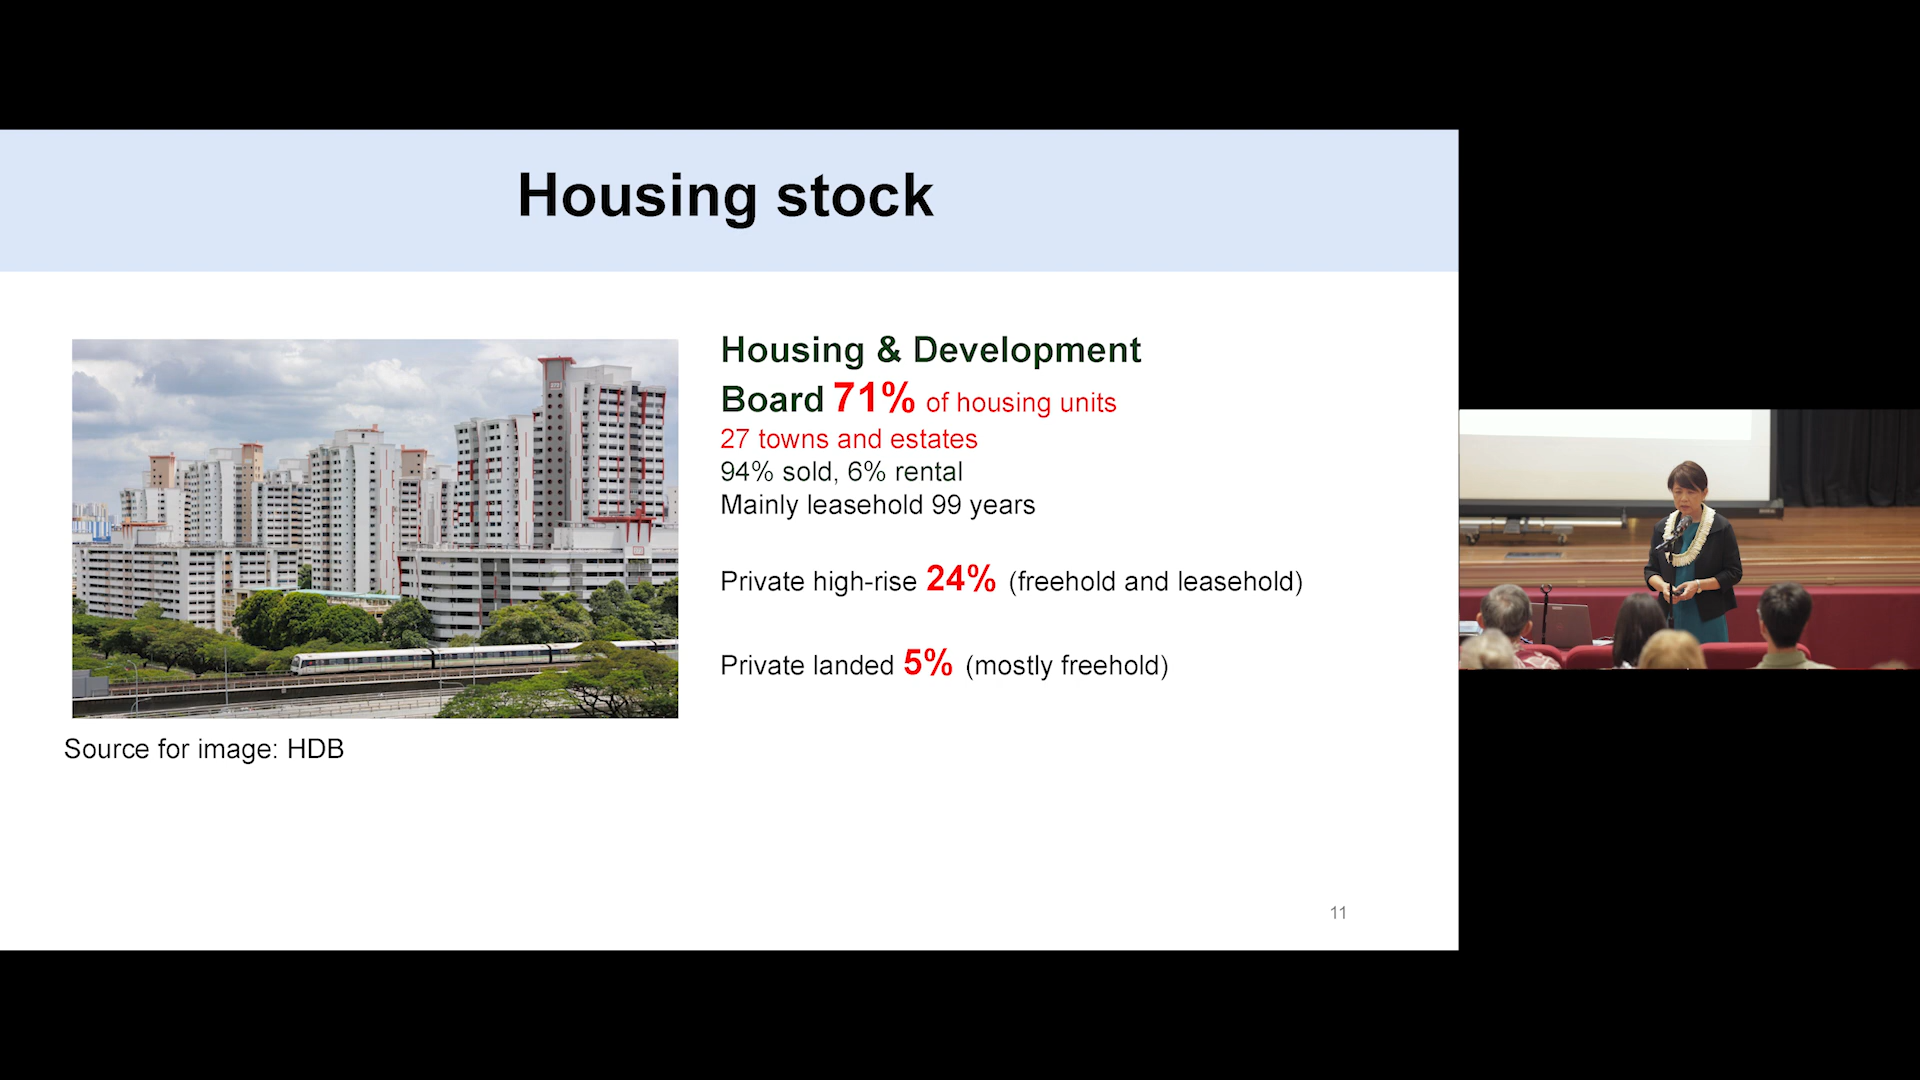 Housing stock
Housing & Development
Board 71% of housing units
27 towns and estates
94% sold, 6% rental
Mainly leasehold 99 years
Private high-rise 24% (freehold and leasehold)
Private landed 5% (mostly freehold)
Source for image: HDB
11